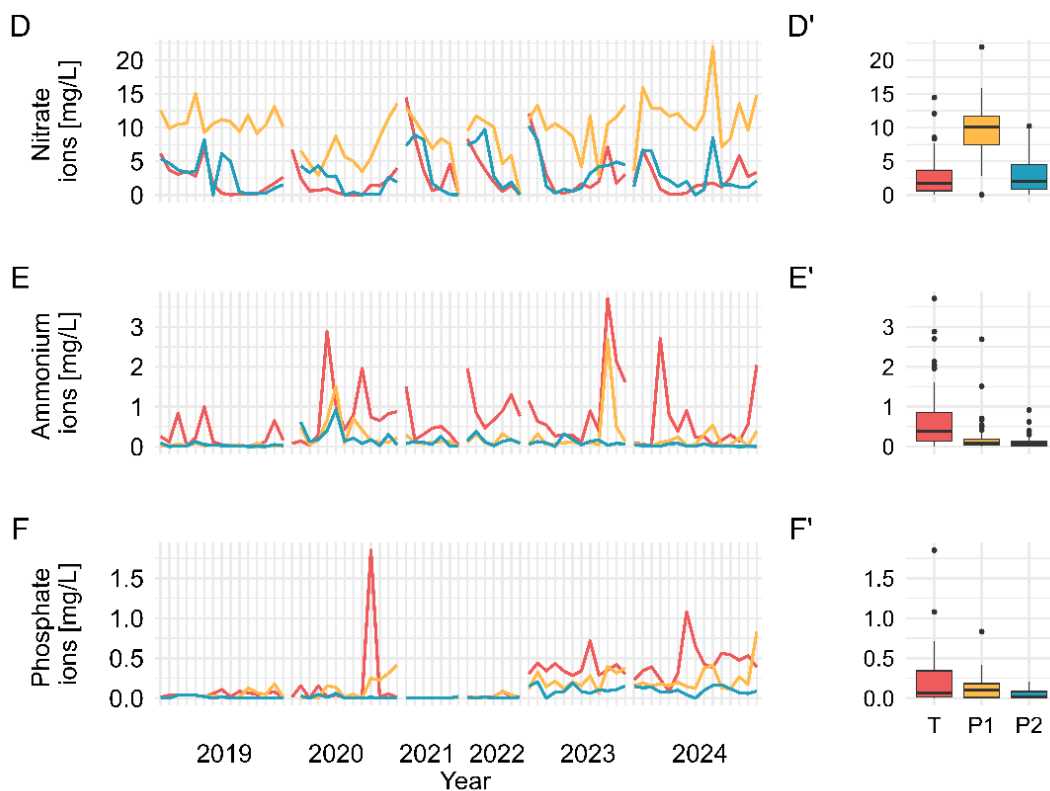 D
Nitrate
ions [mg/L]
20
15
10
5
0
D'
20
15
10
5
0
E
Ammonium
ions [mg/L]
3
2
1
0
E'
3
2
1
0
F
Phosphate
ions [mg/L]
1.5
1.0
0.5
0.0
F'
1.5
1.0
0.5
0.0
2019 2020 2021 2022 2023 2024
Year
T P1 P2